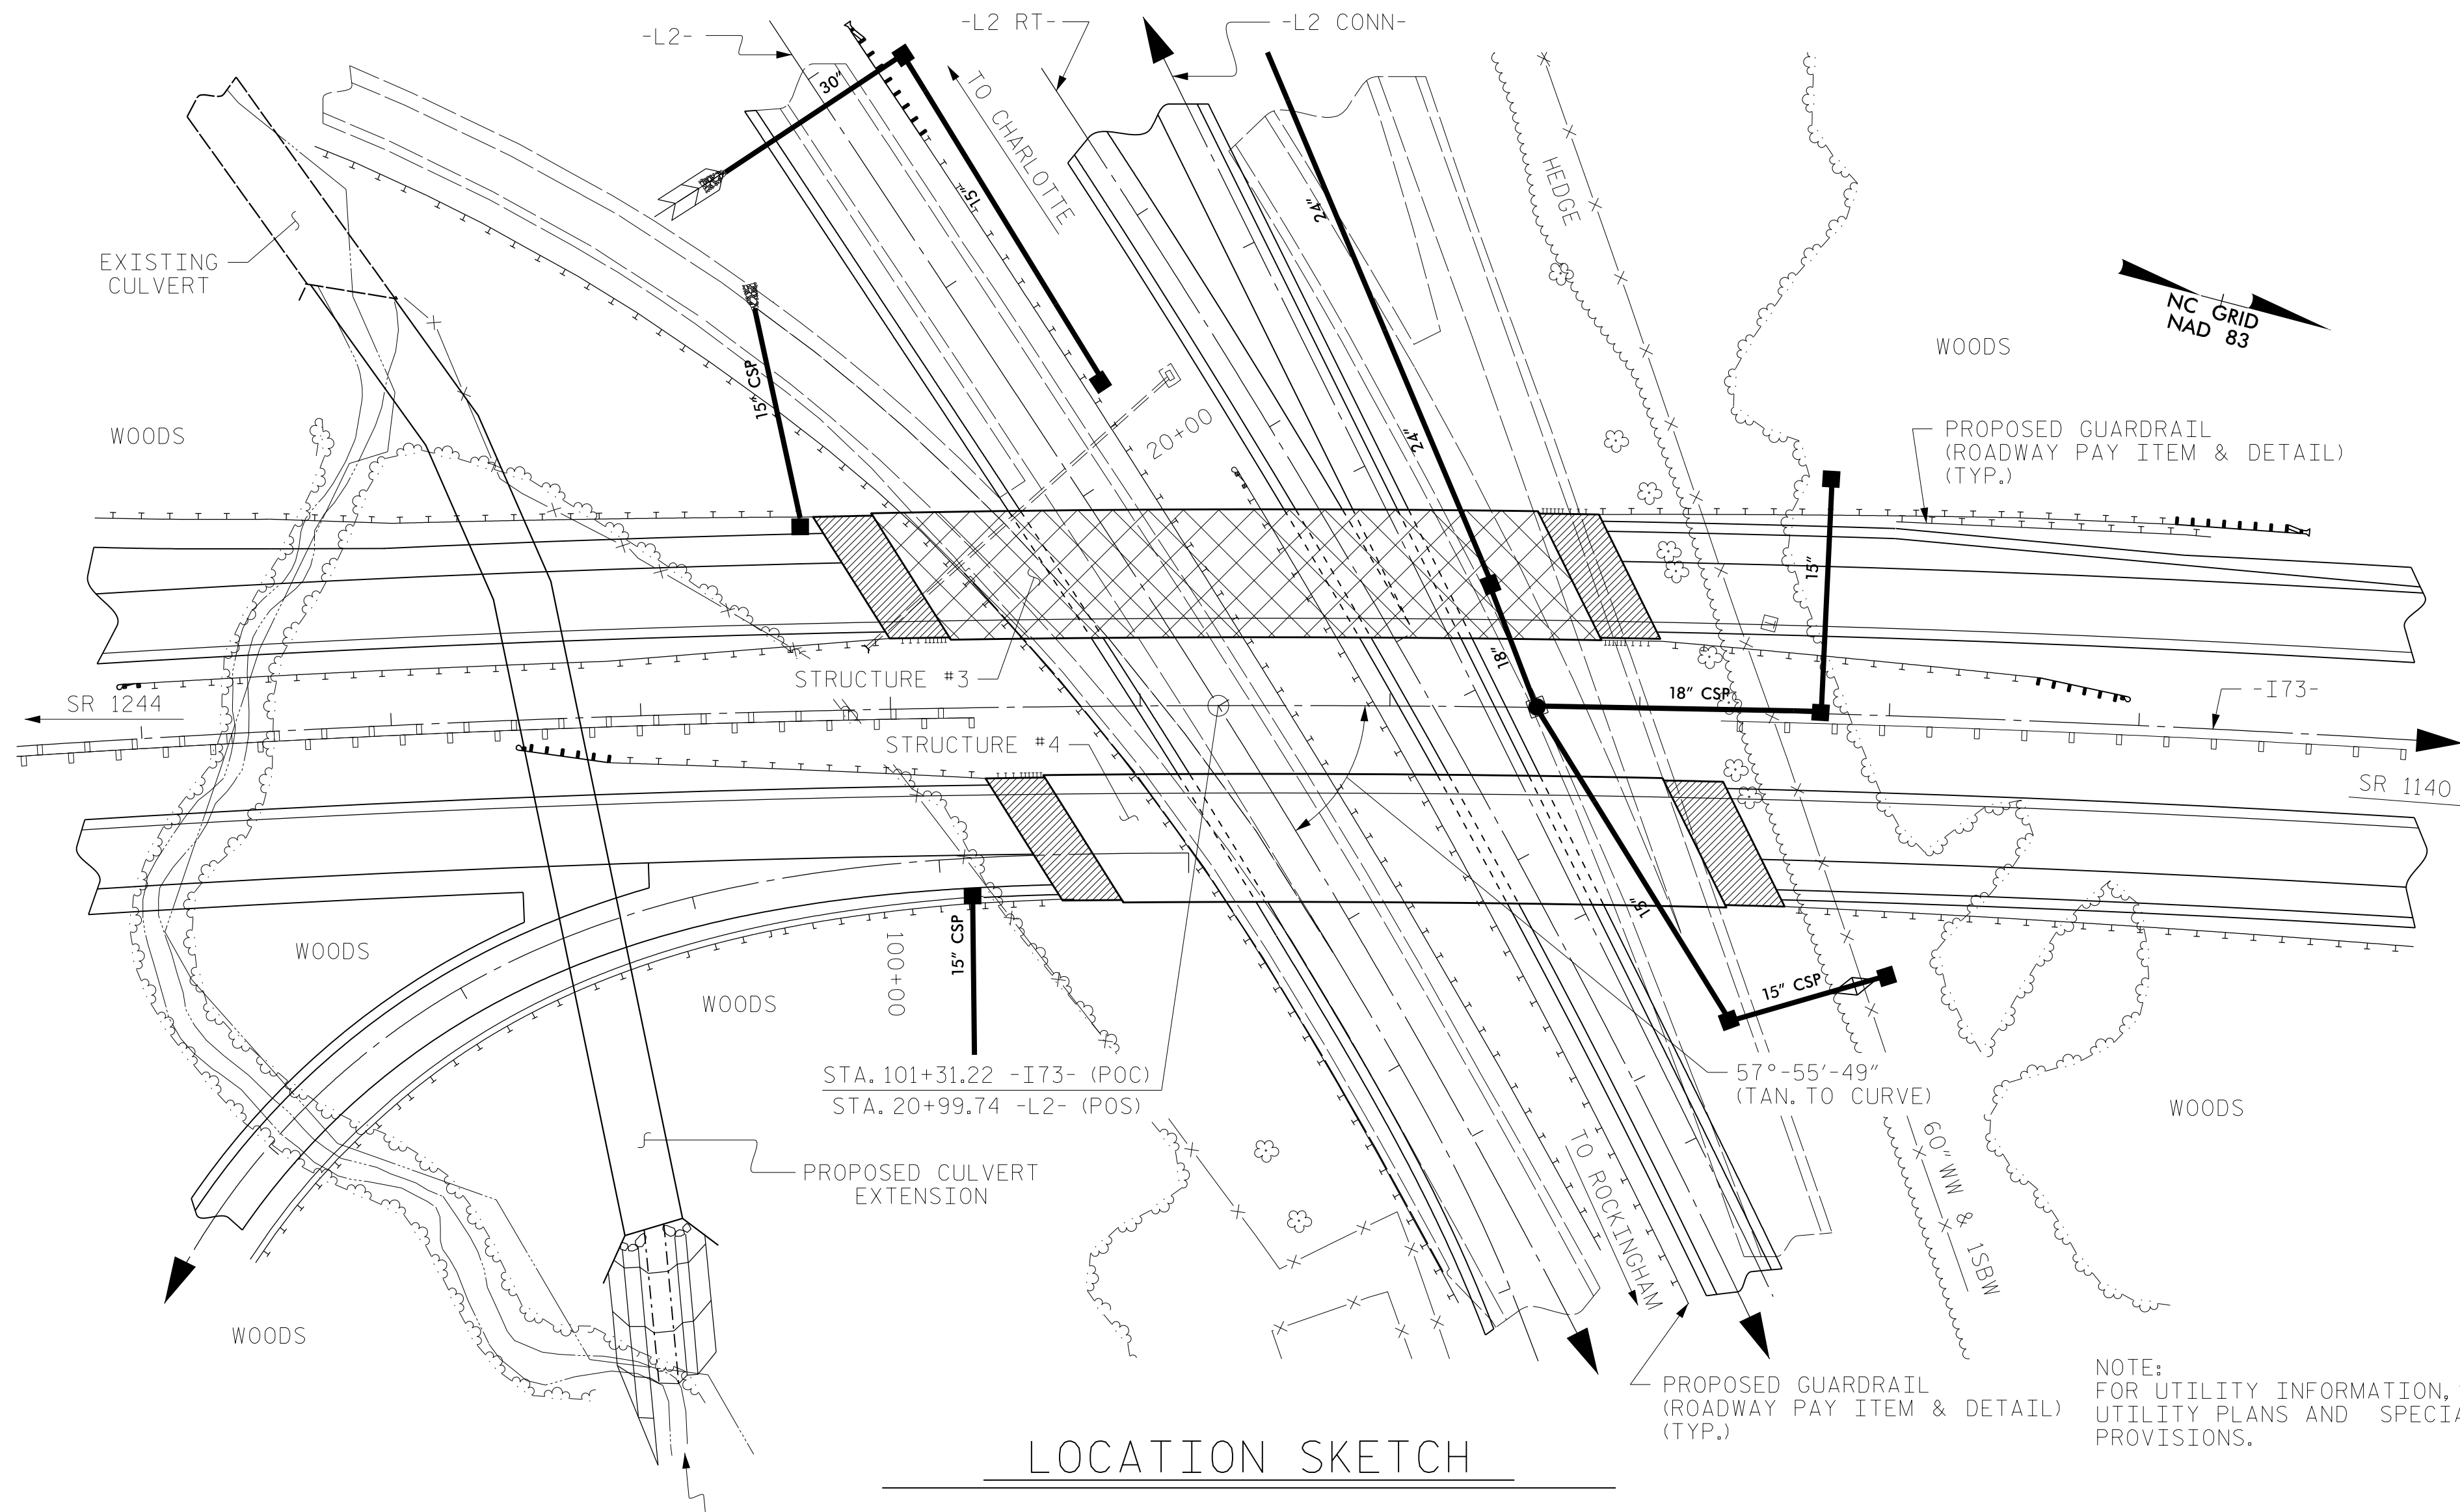 -L2-
-L2 RT-
-L2 CONN-
30"
TO CHARLOTTE
15"
24"
HEDGE
EXISTING
CULVERT
NC GRID
NAD 83
WOODS
15" CSP
WOODS
20+00
24"
PROPOSED GUARDRAIL
(ROADWAY PAY ITEM & DETAIL)
(TYP.)
15"
STRUCTURE #3
18"
18" CSP
SR 1244
-I73-
STRUCTURE #4
SR 1140
15"
15" CSP
100+00
WOODS
WOODS
15" CSP
STA. 101+31.22 -I73- (POC)
STA. 20+99.74 -L2- (POS)
57°-55'-49"
(TAN. TO CURVE)
WOODS
PROPOSED CULVERT
EXTENSION
TO ROCKINGHAM
60" WW & 1SBW
WOODS
PROPOSED GUARDRAIL
(ROADWAY PAY ITEM & DETAIL)
(TYP.)
NOTE:
FOR UTILITY INFORMATION,
UTILITY PLANS AND SPECIA
PROVISIONS.
LOCATION SKETCH